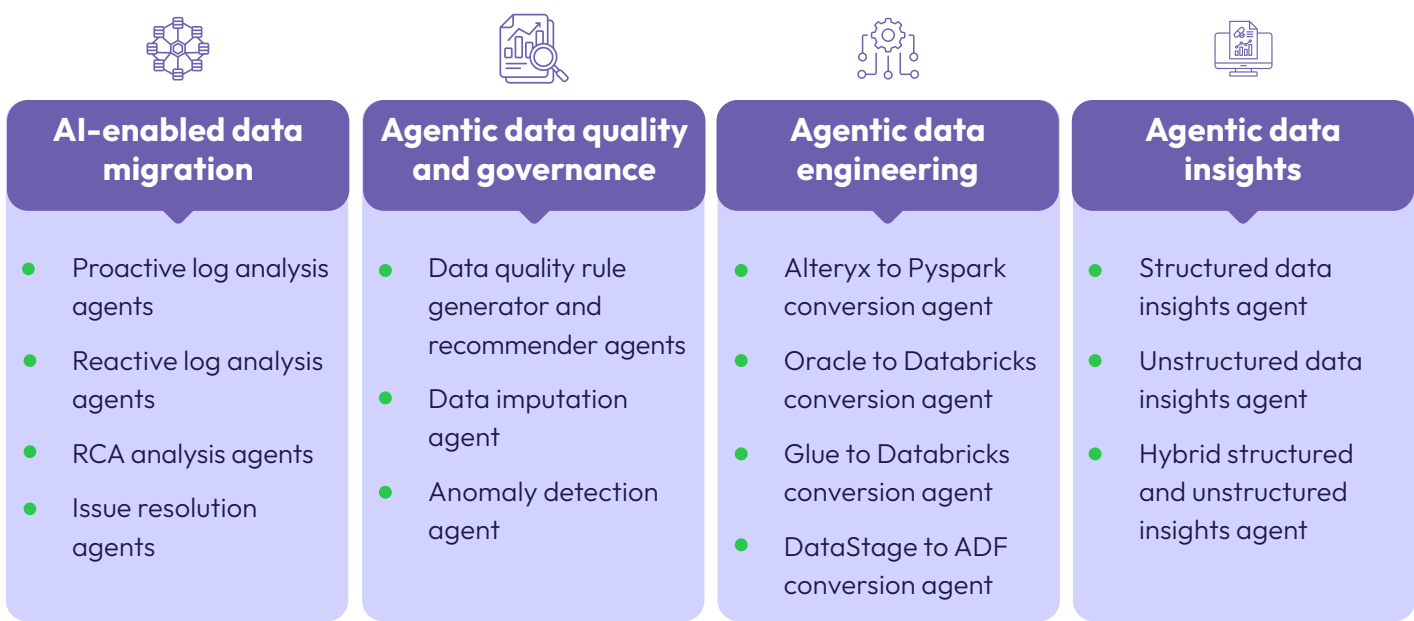 AI-enabled data
migration
Proactive log analysis
agents
Reactive log analysis
agents
RCA analysis agents
Issue resolution
agents
Agentic data quality
and governance
Data quality rule
generator and
recommender agents
Data imputation
agent
Anomaly detection
agent
Agentic data
engineering
Alteryx to Pyspark
conversion agent
Oracle to Databricks
conversion agent
Glue to Databricks
conversion agent
DataStage to ADF
conversion agent
Agentic data
insights
Structured data
insights agent
Unstructured data
insights agent
Hybrid structured
and unstructured
insights agent